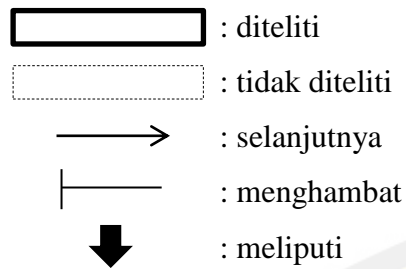 : diteliti
: tidak diteliti
: selanjutnya
: menghambat
: meliputi